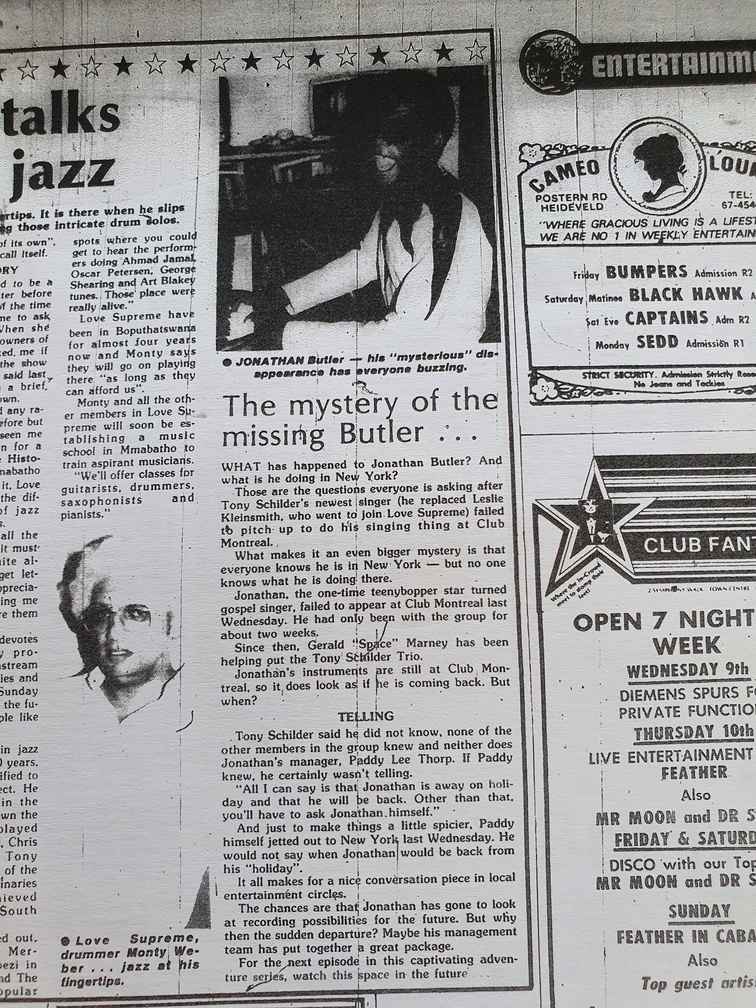 talks
jazz
ertips. It is there when he slips
g those intricate drum solos.
of its own",
call itself.
ORY
d to be a
ter before
f the time
me to ask
When she
owners of
ked, me if
the show
said last
a brief,
own.
d any ra-
efore but
seen me
n for a
Histo-
mabatho
it. Love
the dif-
of jazz
s.
all the
it must
uite al-
get let-
pprecia-
ing me
re them
devotes
y pro-
nstream
ies and
Sunday
the fu-
ple like
in jazz
0 years,
ified to
ect. He
in the
wn the
played
, Chris
Tony
of the
inaries
hieved
South
ed out.
Mer-
bezi in
nd The
opular
spots where you could
get to hear the perform-
ers doing Ahmad Jamal,
Oscar Petersen, George
Shearing and Art Blakey
tunes. Those place were
really alive."
Love Supreme have
been in Boputhatswana
for almost four years
now and Monty says
they will go on playing
there "as long as they
can afford us".
Monty and all the oth-
er members in Love Su-
preme will soon be es-
tablishing a music
school in Mmabatho to
train aspirant musicians.
"We'll offer classes for
guitarists, drummers,
saxophonists and
pianists."
● Love Supreme,
drummer Monty We-
ber ... jazz at his
fingertips.
● JONATHAN Butler — his "mysterious" dis-
appearance has everyone buzzing.
The mystery of the
missing Butler ...
WHAT has happened to Jonathan Butler? And
what is he doing in New York?
Those are the questions everyone is asking after
Tony Schilder's newest singer (he replaced Leslie
Kleinsmith, who went to join Love Supreme) failed
to pitch up to do his singing thing at Club
Montreal.
What makes it an even bigger mystery is that
everyone knows he is in New York — but no one
knows what he is doing there.
Jonathan, the one-time teenybopper star turned
gospel singer, failed to appear at Club Montreal last
Wednesday. He had only been with the group for
about two weeks.
Since then, Gerald "Space" Marney has been
helping out the Tony Schilder Trio.
Jonathan's instruments are still at Club Mon-
treal, so it does look as if he is coming back. But
when?
TELLING
Tony Schilder said he did not know, none of the
other members in the group knew and neither does
Jonathan's manager, Paddy Lee Thorp. If Paddy
knew, he certainly wasn't telling.
"All I can say is that Jonathan is away on holi-
day and that he will be back. Other than that,
you'll have to ask Jonathan himself."
And just to make things a little spicier, Paddy
himself jetted out to New York last Wednesday. He
would not say when Jonathan would be back from
his "holiday".
It all makes for a nice conversation piece in local
entertainment circles.
The chances are that Jonathan has gone to look
at recording possibilities for the future. But why
then the sudden departure? Maybe his management
team has put together a great package.
For the next episode in this captivating adven-
ture series, watch this space in the future ...
ENTERTAINM
CAMEO LOUN
POSTERN RD
HEIDEVELD
TEL:
67-454
"WHERE GRACIOUS LIVING IS A LIFEST
WE ARE NO 1 IN WEEKLY ENTERTAIN
Friday BUMPERS Admission R2
Saturday Matinee BLACK HAWK A
Sat Eve CAPTAINS Adm R2
Monday SEDD Admission R1
STRICT SECURITY. Admission Strictly Rese
No Jeans and Tackies
CLUB FANT
Where the In-Crowd
meet to stomp their
feet!
TOWN CENTRE
OPEN 7 NIGHT
WEEK
WEDNESDAY 9th
DIEMENS SPURS FO
PRIVATE FUNCTIO
THURSDAY 10th
LIVE ENTERTAINMENT
FEATHER
Also
MR MOON and DR S
FRIDAY & SATURD
DISCO with our Top
MR MOON and DR S
SUNDAY
FEATHER IN CABA
Also
Top guest artis